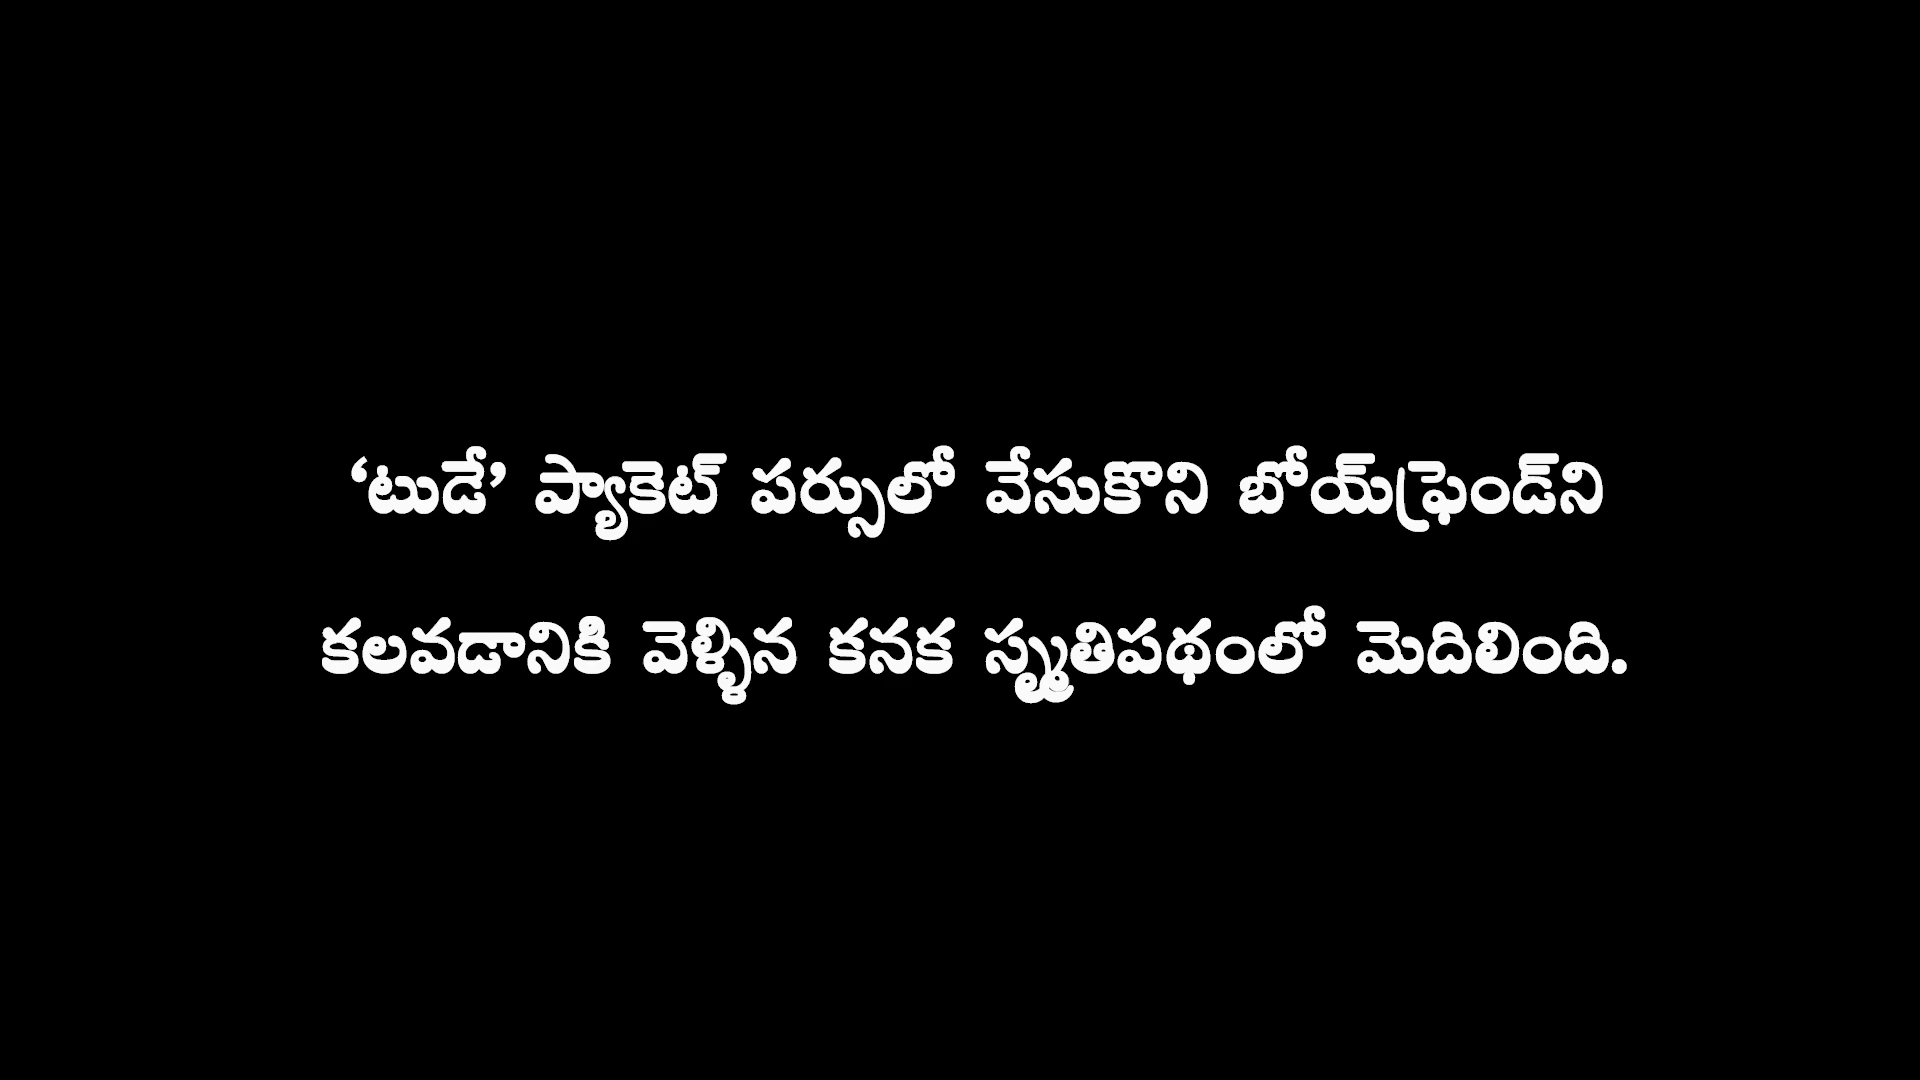 ‘టుడే’ ప్యాకెట్ పర్సులో వేసుకొని బోయ్‌ఫ్రెండ్‌ని
కలవడానికి వెళ్ళిన కనక స్మృతిపథంలో మెదిలింది.